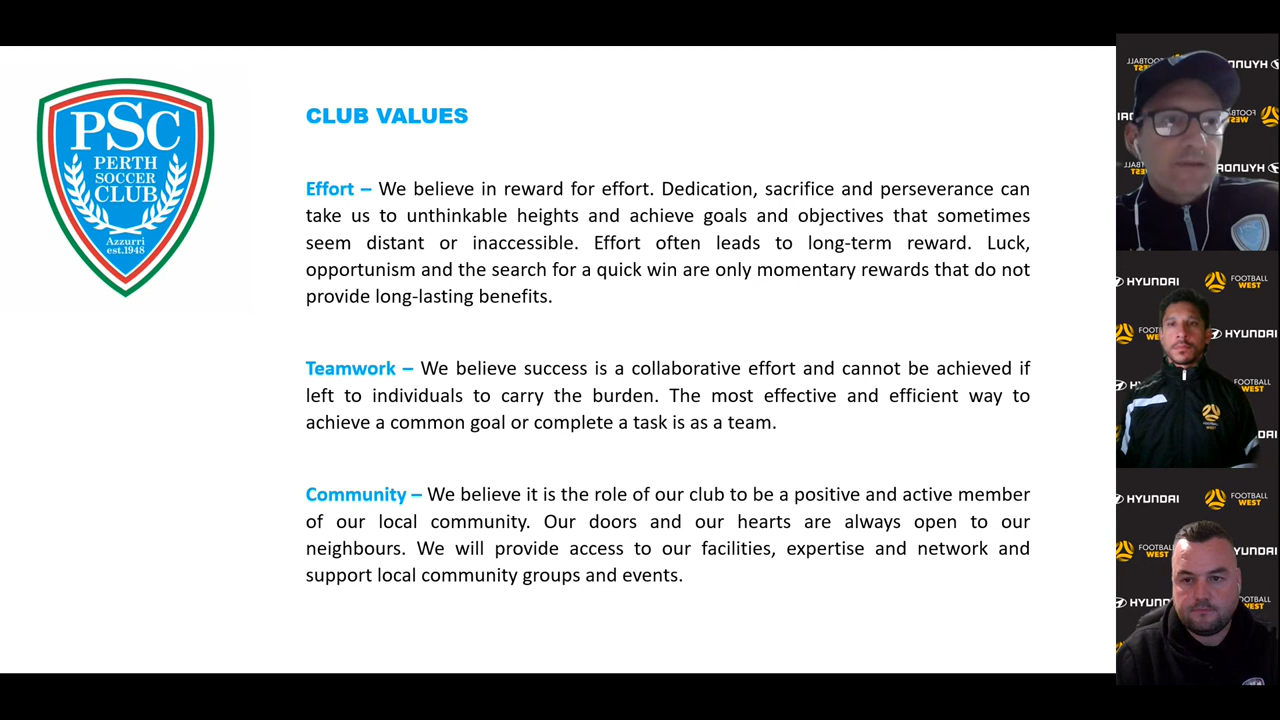 PSC
PERTH
SOCCER
CLUB
Azzurri
est.1948
CLUB VALUES
Effort – We believe in reward for effort. Dedication, sacrifice and perseverance can
take us to unthinkable heights and achieve goals and objectives that sometimes
seem distant or inaccessible. Effort often leads to long-term reward. Luck,
opportunism and the search for a quick win are only momentary rewards that do not
provide long-lasting benefits.
Teamwork – We believe success is a collaborative effort and cannot be achieved if
left to individuals to carry the burden. The most effective and efficient way to
achieve a common goal or complete a task is as a team.
Community – We believe it is the role of our club to be a positive and active member
of our local community. Our doors and our hearts are always open to our
neighbours. We will provide access to our facilities, expertise and network and
support local community groups and events.
HYUNDAI
FOOTBALL
WEST
HYUNDAI
HYUNDAI
FOOTBALL
WEST
FOOTBALL
WEST